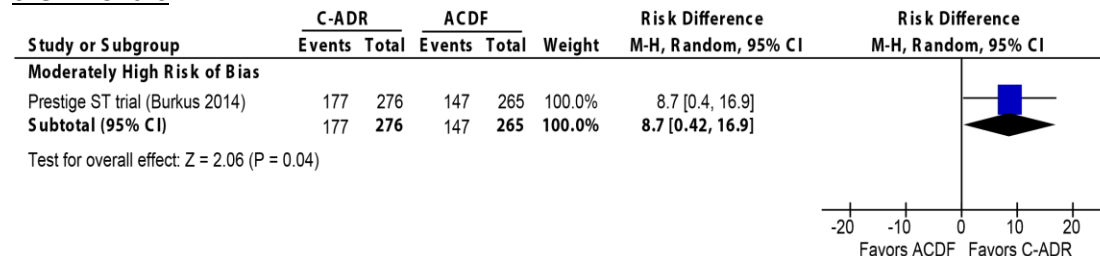 C-ADR ACDF Risk Difference Risk Difference
Study or Subgroup Events Total Events Total Weight M-H, Random, 95% CI M-H, Random, 95% CI
Moderately High Risk of Bias
Prestige ST trial (Burkus 2014) 177 276 147 265 100.0% 8.7 [0.4, 16.9]
Subtotal (95% CI) 177 276 147 265 100.0% 8.7 [0.42, 16.9]
Test for overall effect: Z = 2.06 (P = 0.04)
-20 -10 0 10 20
Favors ACDF Favors C-ADR